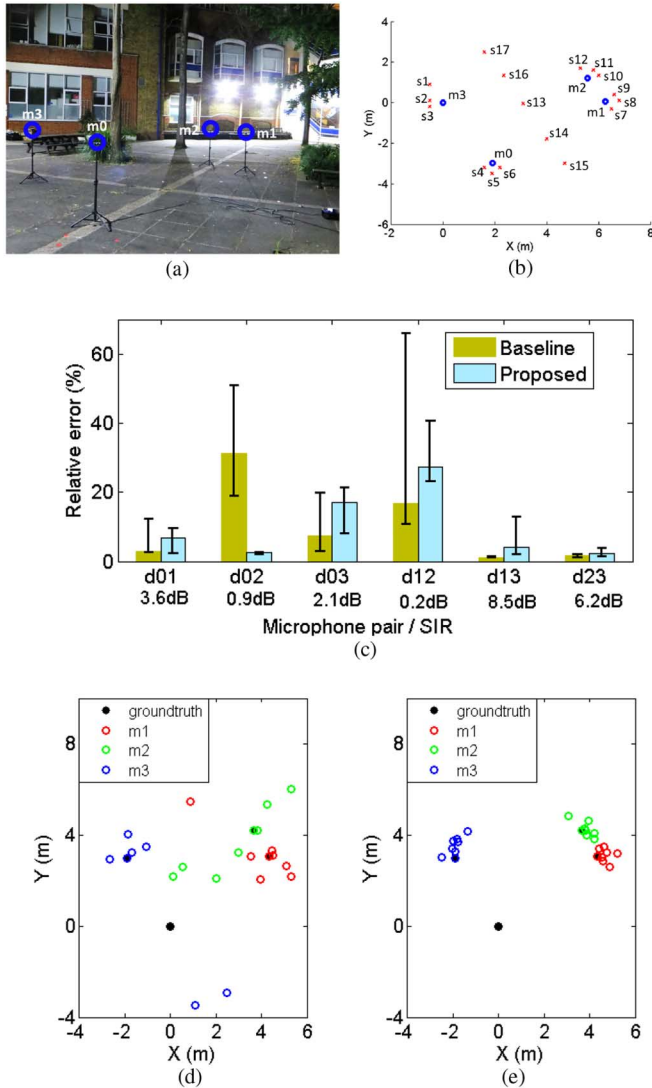 m3
m0
m2
m1
(a)
6
4
2
0
-2
-4
-6
Y (m)
-2
0
2
4
6
8
X (m)
s17
s16
s12
s11
s10
m2
s9
s8
m1
s7
s1
s2
m3
s3
s13
s14
s15
m0
s4
s5
s6
(b)
Relative error (%)
60
40
20
0
Baseline
Proposed
d01
d02
d03
d12
d13
d23
3.6dB
0.9dB
2.1dB
0.2dB
8.5dB
6.2dB
Microphone pair / SIR
(c)
groundtruth
m1
m2
m3
8
4
0
-4
Y (m)
-4
-2
0
2
4
6
X (m)
(d)
groundtruth
m1
m2
m3
8
4
0
-4
Y (m)
-4
-2
0
2
4
6
X (m)
(e)